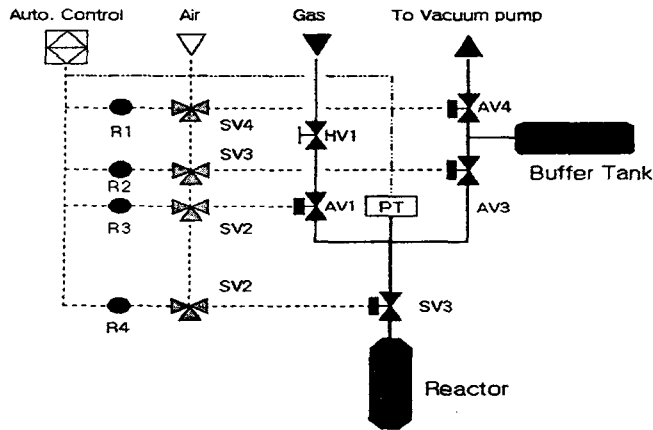 Auto. Control Air Gas To Vacuum pump
R1 SV4 HV1 AV4
R2 SV3 Buffer Tank
R3 SV2 AV1 PT AV3
R4 SV2 SV3
Reactor